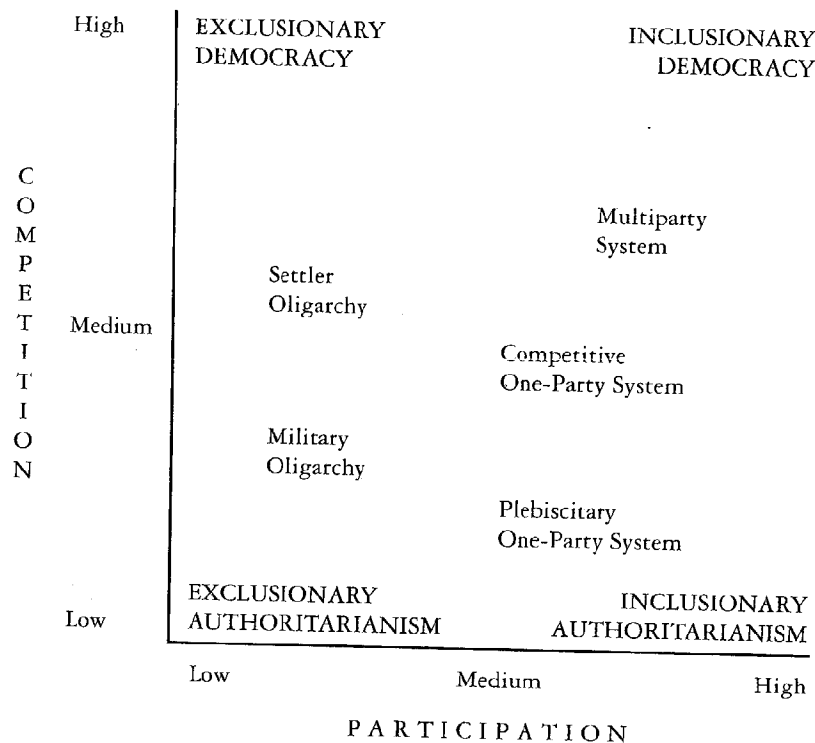 High
EXCLUSIONARY
DEMOCRACY
INCLUSIONARY
DEMOCRACY
COMPETITION
Multiparty
System
Settler
Oligarchy
Medium
Competitive
One-Party System
Military
Oligarchy
Plebiscitary
One-Party System
EXCLUSIONARY
AUTHORITARIANISM
INCLUSIONARY
AUTHORITARIANISM
Low
Low Medium High
PARTICIPATION